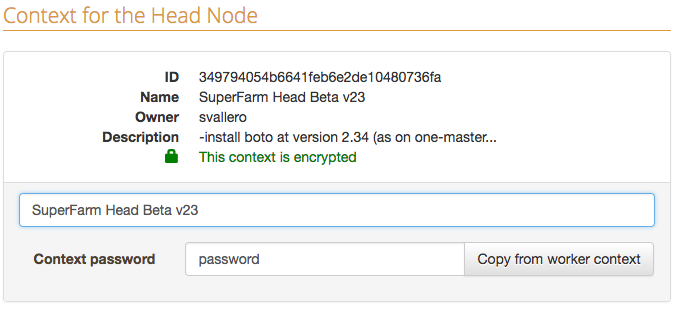 Context for the Head Node
ID 349794054b6641feb6e2de10480736fa
Name SuperFarm Head Beta v23
Owner svallero
Description -install boto at version 2.34 (as on one-master...
This context is encrypted
SuperFarm Head Beta v23
Context password password Copy from worker context